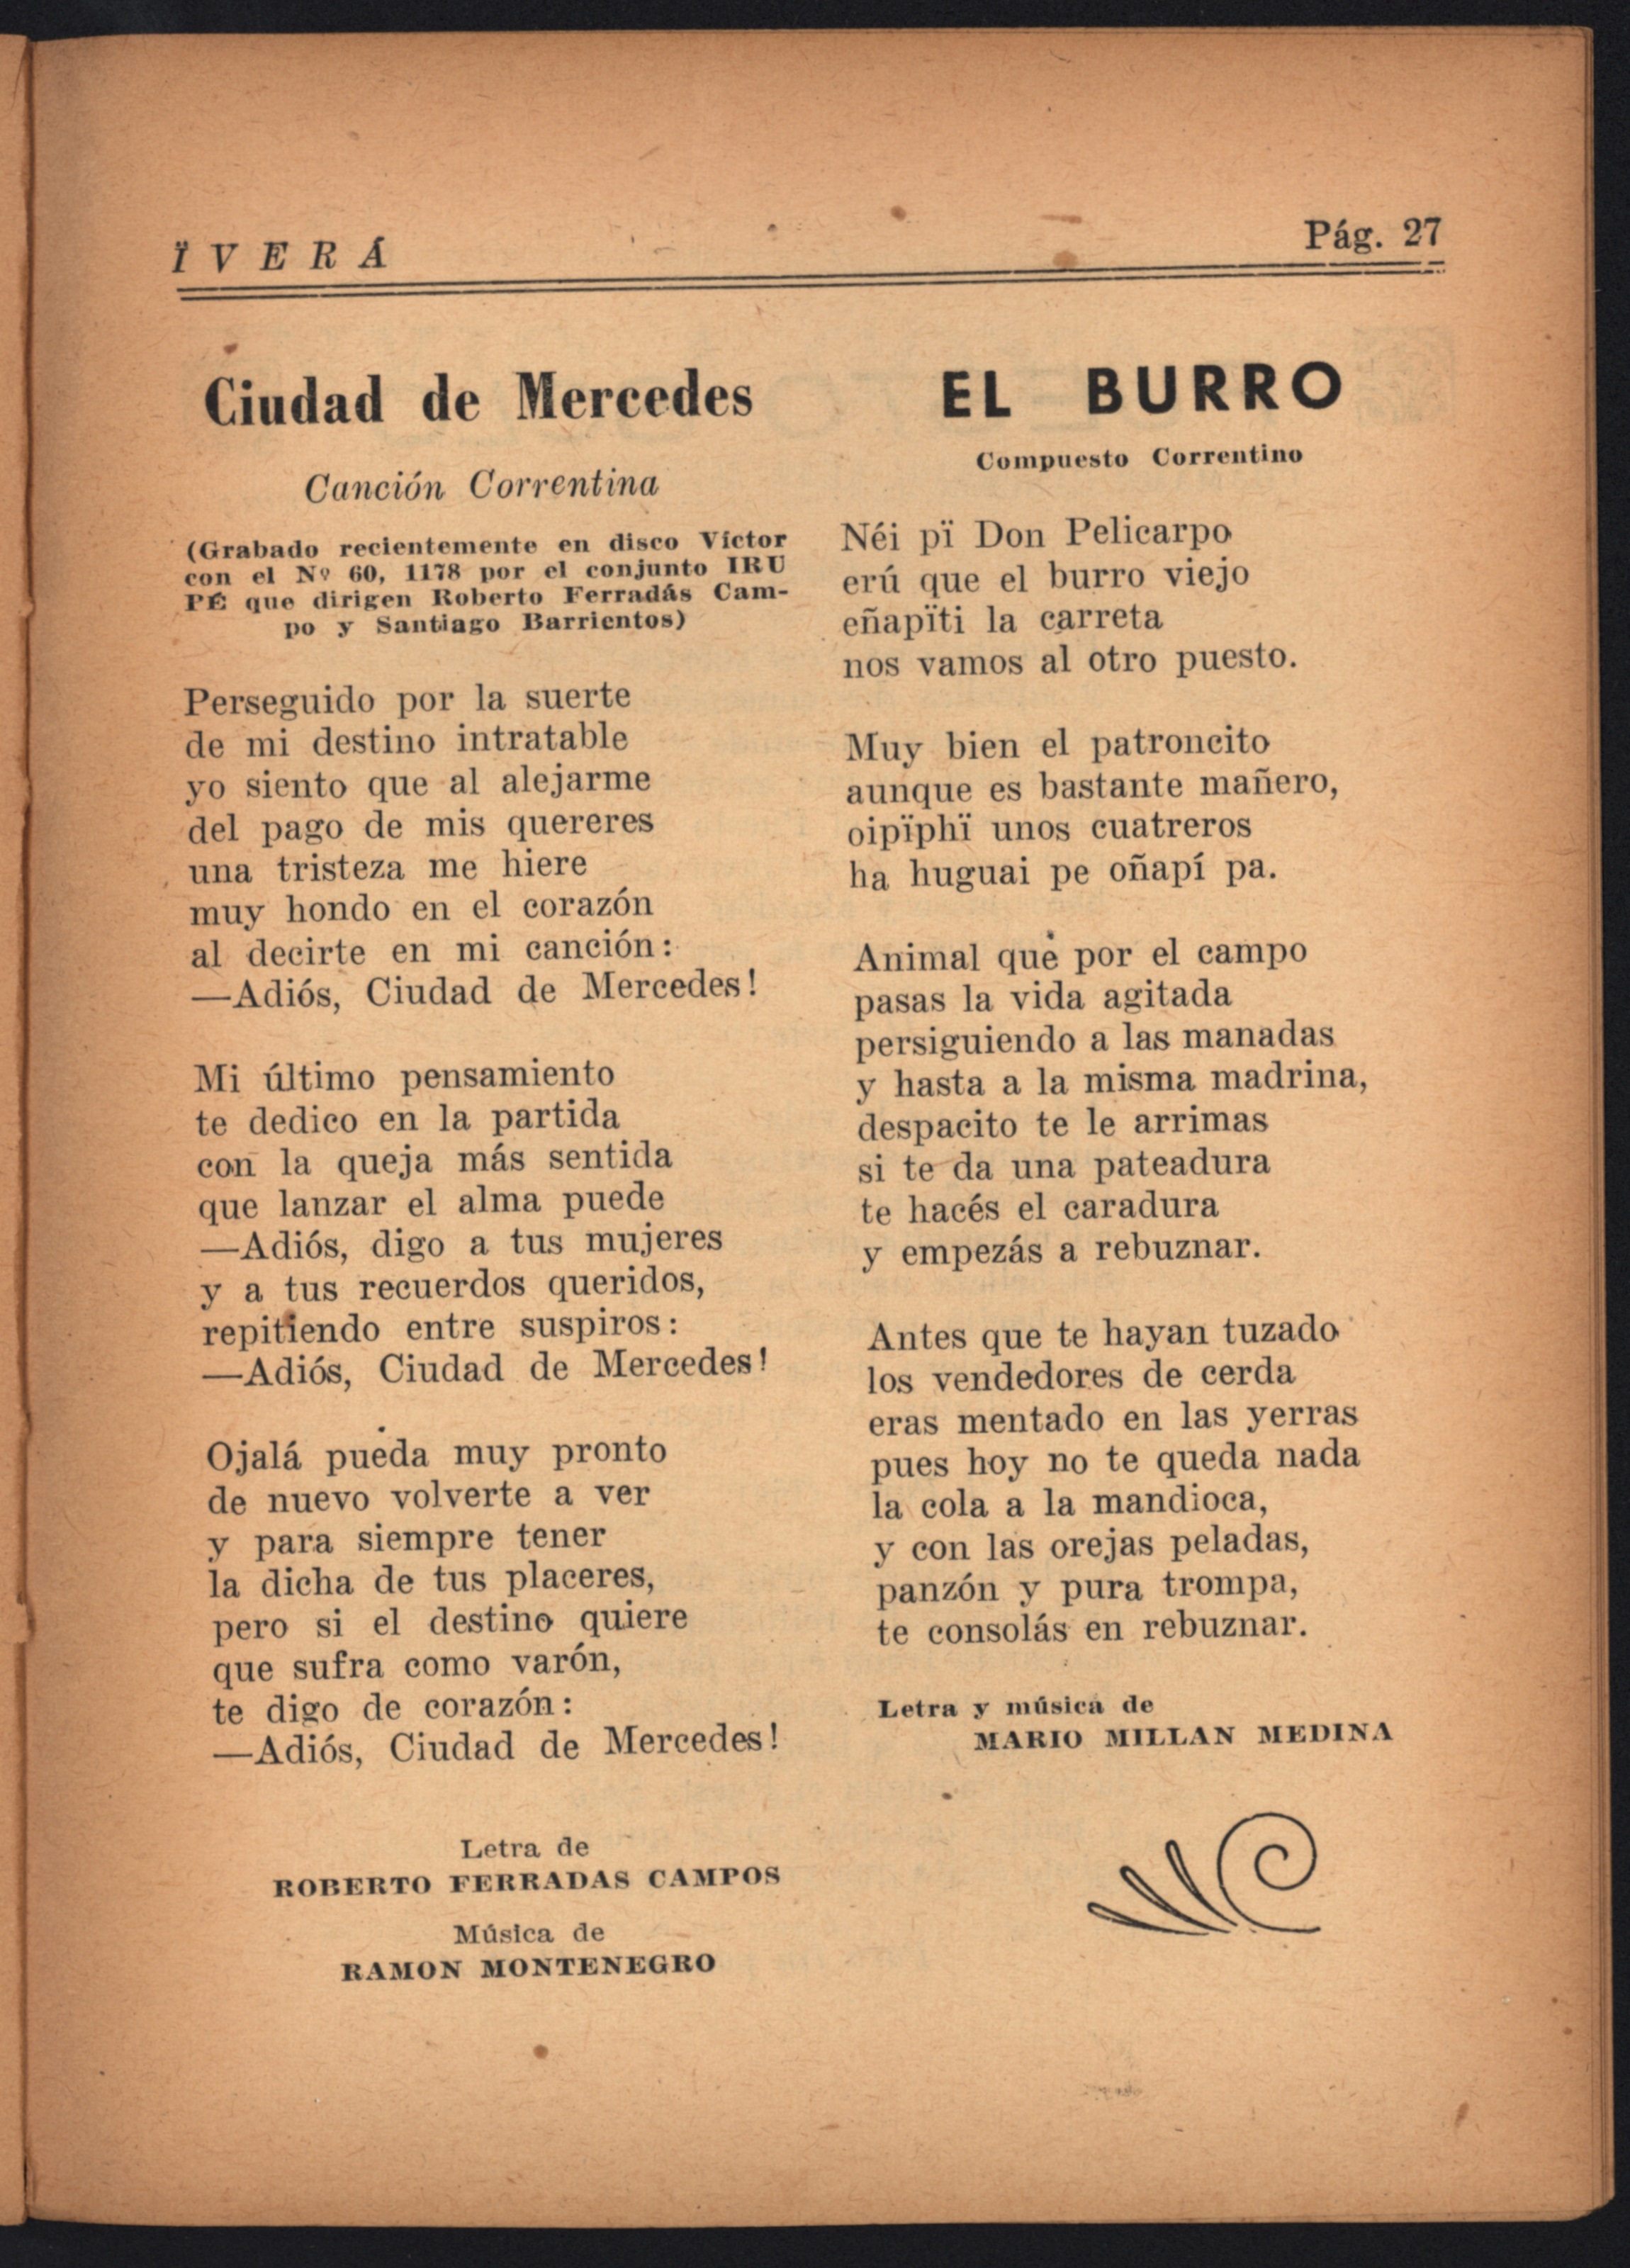 Ï V E R Á
Pág. 27
Ciudad de Mercedes
Canción Correntina
(Grabado recientemente en disco Víctor
con el Nº 60, 1178 por el conjunto IRU
PÉ que dirigen Roberto Ferradás Cam-
po y Santiago Barrientos)
Perseguido por la suerte
de mi destino intratable
yo siento que al alejarme
del pago de mis quereres
una tristeza me hiere
muy hondo en el corazón
al decirte en mi canción:
—Adiós, Ciudad de Mercedes!
Mi último pensamiento
te dedico en la partida
con la queja más sentida
que lanzar el alma puede
—Adiós, digo a tus mujeres
y a tus recuerdos queridos,
repitiendo entre suspiros:
—Adiós, Ciudad de Mercedes!
Ojalá pueda muy pronto
de nuevo volverte a ver
y para siempre tener
la dicha de tus placeres,
pero si el destino quiere
que sufra como varón,
te digo de corazón:
—Adiós, Ciudad de Mercedes!
Letra de
ROBERTO FERRADAS CAMPOS
Música de
RAMON MONTENEGRO
EL BURRO
Compuesto Correntino
Néi pï Don Pelicarpo
erú que el burro viejo
eñapïti la carreta
nos vamos al otro puesto.
Muy bien el patroncito
aunque es bastante mañero,
oipïphï unos cuatreros
ha huguai pe oñapí pa.
Animal que por el campo
pasas la vida agitada
persiguiendo a las manadas
y hasta a la misma madrina,
despacito te le arrimas
si te da una pateadura
te hacés el caradura
y empezás a rebuznar.
Antes que te hayan tuzado
los vendedores de cerda
eras mentado en las yerras
pues hoy no te queda nada
la cola a la mandioca,
y con las orejas peladas,
panzón y pura trompa,
te consolás en rebuznar.
Letra y música de
MARIO MILLAN MEDINA